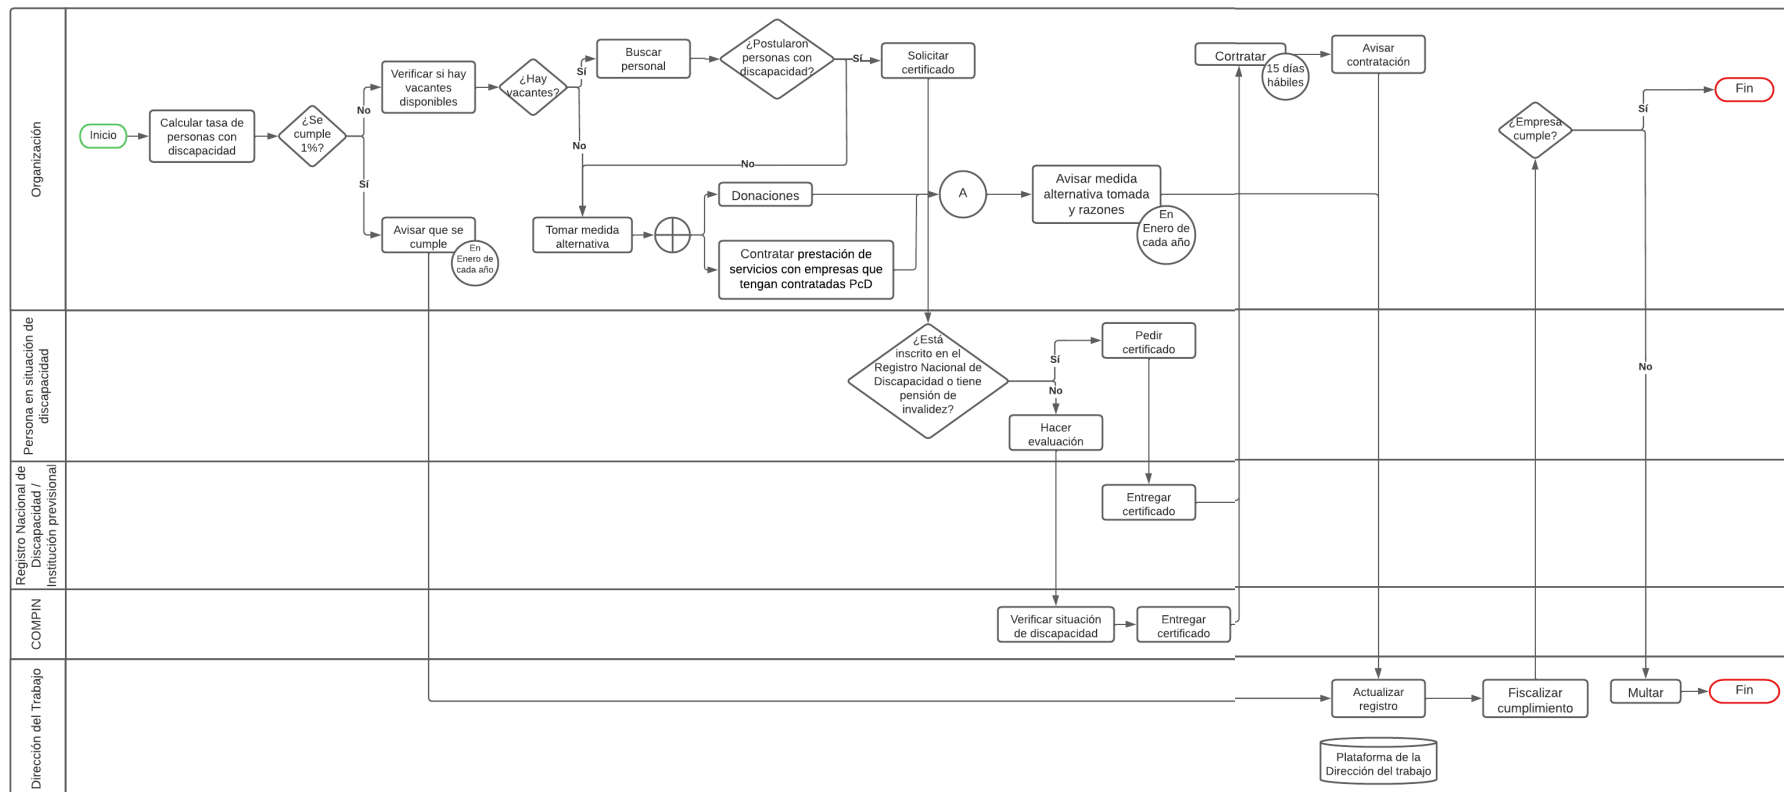 Organización
Inicio
Calcular tasa de
personas con
discapacidad
¿Se
cumple
1%?
No
Sí
Verificar si hay
vacantes
disponibles
¿Hay
vacantes?
Sí
No
Buscar
personal
¿Postularon
personas con
discapacidad?
Sí
No
Solicitar
certificado
Avisar que se
cumple
En
Enero de
cada año
Tomar medida
alternativa
Donaciones
Contratar prestación de
servicios con empresas que
tengan contratadas PcD
A
Avisar medida
alternativa tomada
y razones
En
Enero de
cada año
Contratar
15 días
hábiles
Avisar
contratación
¿Empresa
cumple?
Sí
No
Fin
Persona en situación de
discapacidad
¿Está
inscrito en el
Registro Nacional de
Discapacidad o tiene
pensión de
invalidez?
Sí
No
Pedir
certificado
Hacer
evaluación
Registro Nacional de
Discapacidad /
Institución previsional
Entregar
certificado
COMPIN
Verificar situación
de discapacidad
Entregar
certificado
Dirección del Trabajo
Actualizar
registro
Fiscalizar
cumplimiento
Multar
Fin
Plataforma de la
Dirección del trabajo